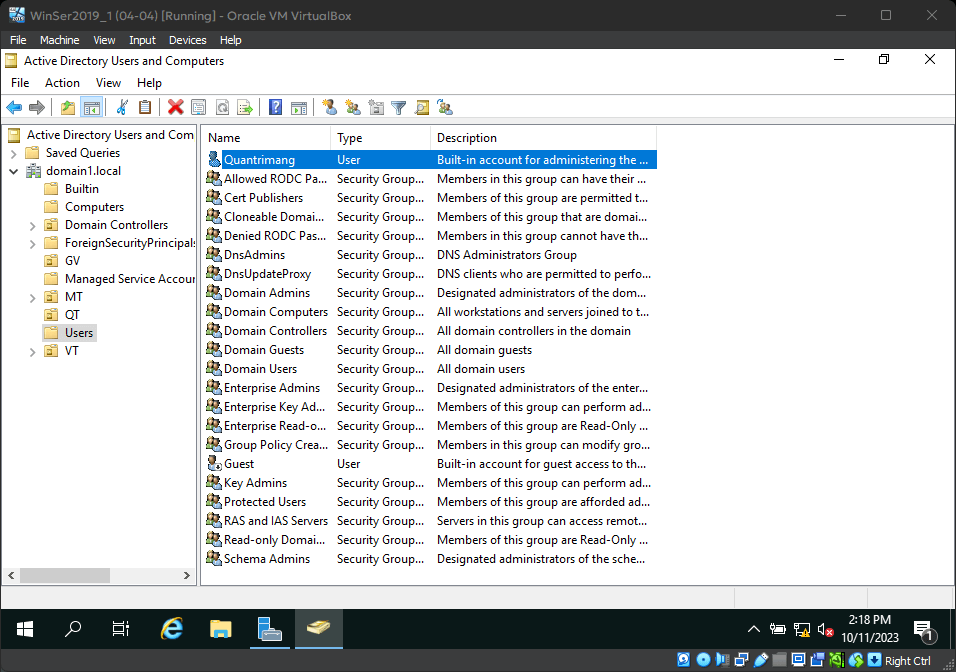 WinSer2019_1 (04-04) [Running] - Oracle VM VirtualBox
File Machine View Input Devices Help
Active Directory Users and Computers
File Action View Help
Active Directory Users and Com
Saved Queries
domain1.local
Builtin
Computers
Domain Controllers
ForeignSecurityPrincipals
GV
Managed Service Accour
MT
QT
Users
VT
Name Type Description
Quantrimang User Built-in account for administering the ...
Allowed RODC Pa... Security Group... Members in this group can have their ...
Cert Publishers Security Group... Members of this group are permitted t...
Cloneable Domai... Security Group... Members of this group that are domai...
Denied RODC Pas... Security Group... Members in this group cannot have th...
DnsAdmins Security Group... DNS Administrators Group
DnsUpdateProxy Security Group... DNS clients who are permitted to perfo...
Domain Admins Security Group... Designated administrators of the dom...
Domain Computers Security Group... All workstations and servers joined to t...
Domain Controllers Security Group... All domain controllers in the domain
Domain Guests Security Group... All domain guests
Domain Users Security Group... All domain users
Enterprise Admins Security Group... Designated administrators of the enter...
Enterprise Key Ad... Security Group... Members of this group can perform ad...
Enterprise Read-o... Security Group... Members of this group are Read-Only ...
Group Policy Crea... Security Group... Members in this group can modify gro...
Guest User Built-in account for guest access to th...
Key Admins Security Group... Members of this group can perform ad...
Protected Users Security Group... Members of this group are afforded ad...
RAS and IAS Servers Security Group... Servers in this group can access remot...
Read-only Domai... Security Group... Members of this group are Read-Only ...
Schema Admins Security Group... Designated administrators of the sche...
2:18 PM
10/11/2023
1
Right Ctrl